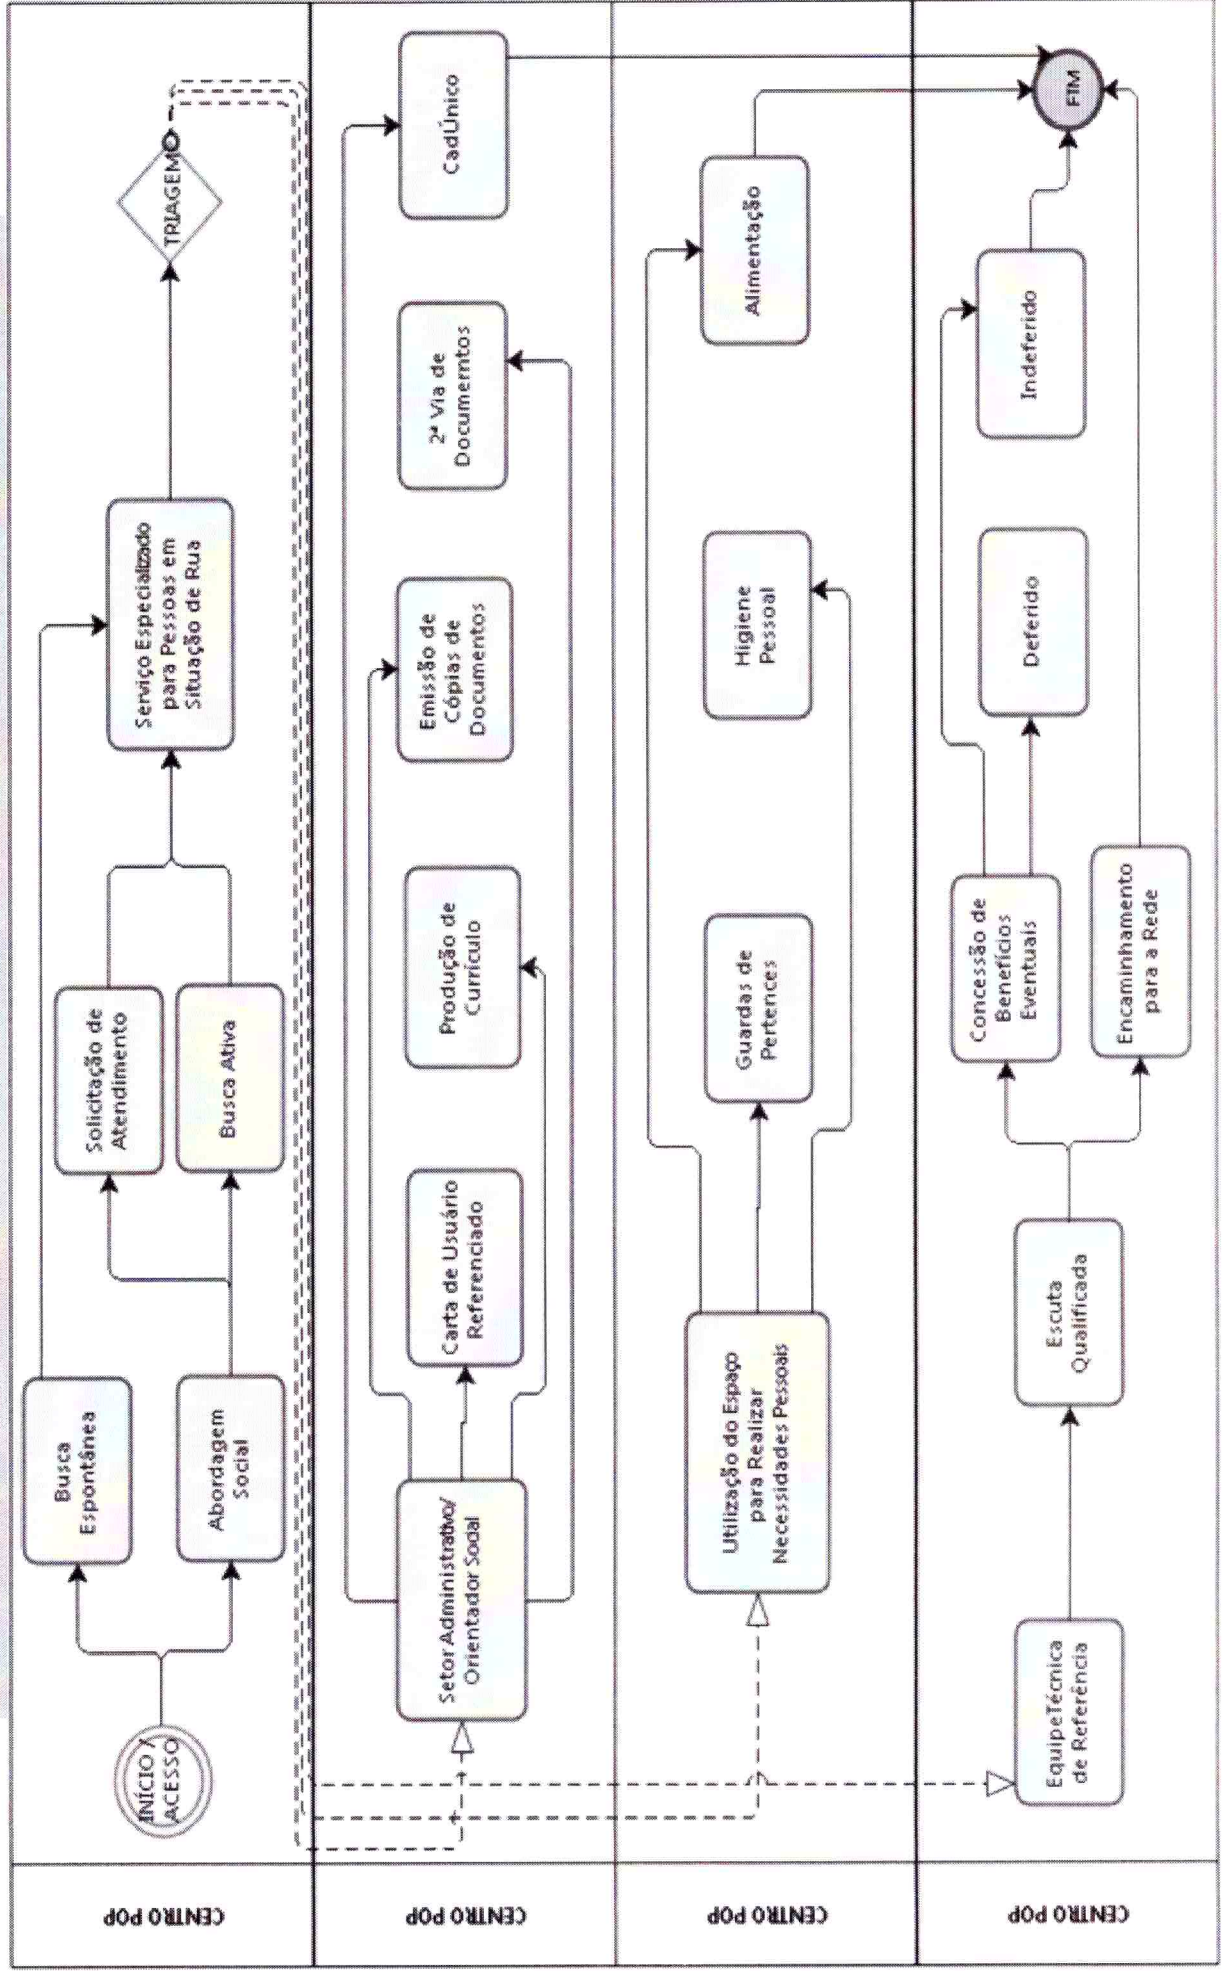 CENTRO POP
INÍCIO /
ACESSO
Busca
Espontânea
Abordagem
Social
Solicitação de
Atendimento
Busca Ativa
Serviço Especializado
para Pessoas em
Situação de Rua
TRIAGEM
CENTRO POP
Setor Administrativo/
Orientador Social
Carta de Usuário
Referenciado
Produção de
Currículo
Emissão de
Cópias de
Documentos
2ª Via de
Documerntos
CadÚnico
CENTRO POP
Utilização do Espaço
para Realizar
Necessidades Pessoais
Guardas de
Pertences
Higiene
Pessoal
Alimentação
CENTRO POP
EquipeTécnica
de Referência
Escuta
Qualificada
Concessão de
Benefícios
Eventuais
Encaminhamento
para a Rede
Deferido
Indeferido
FIM